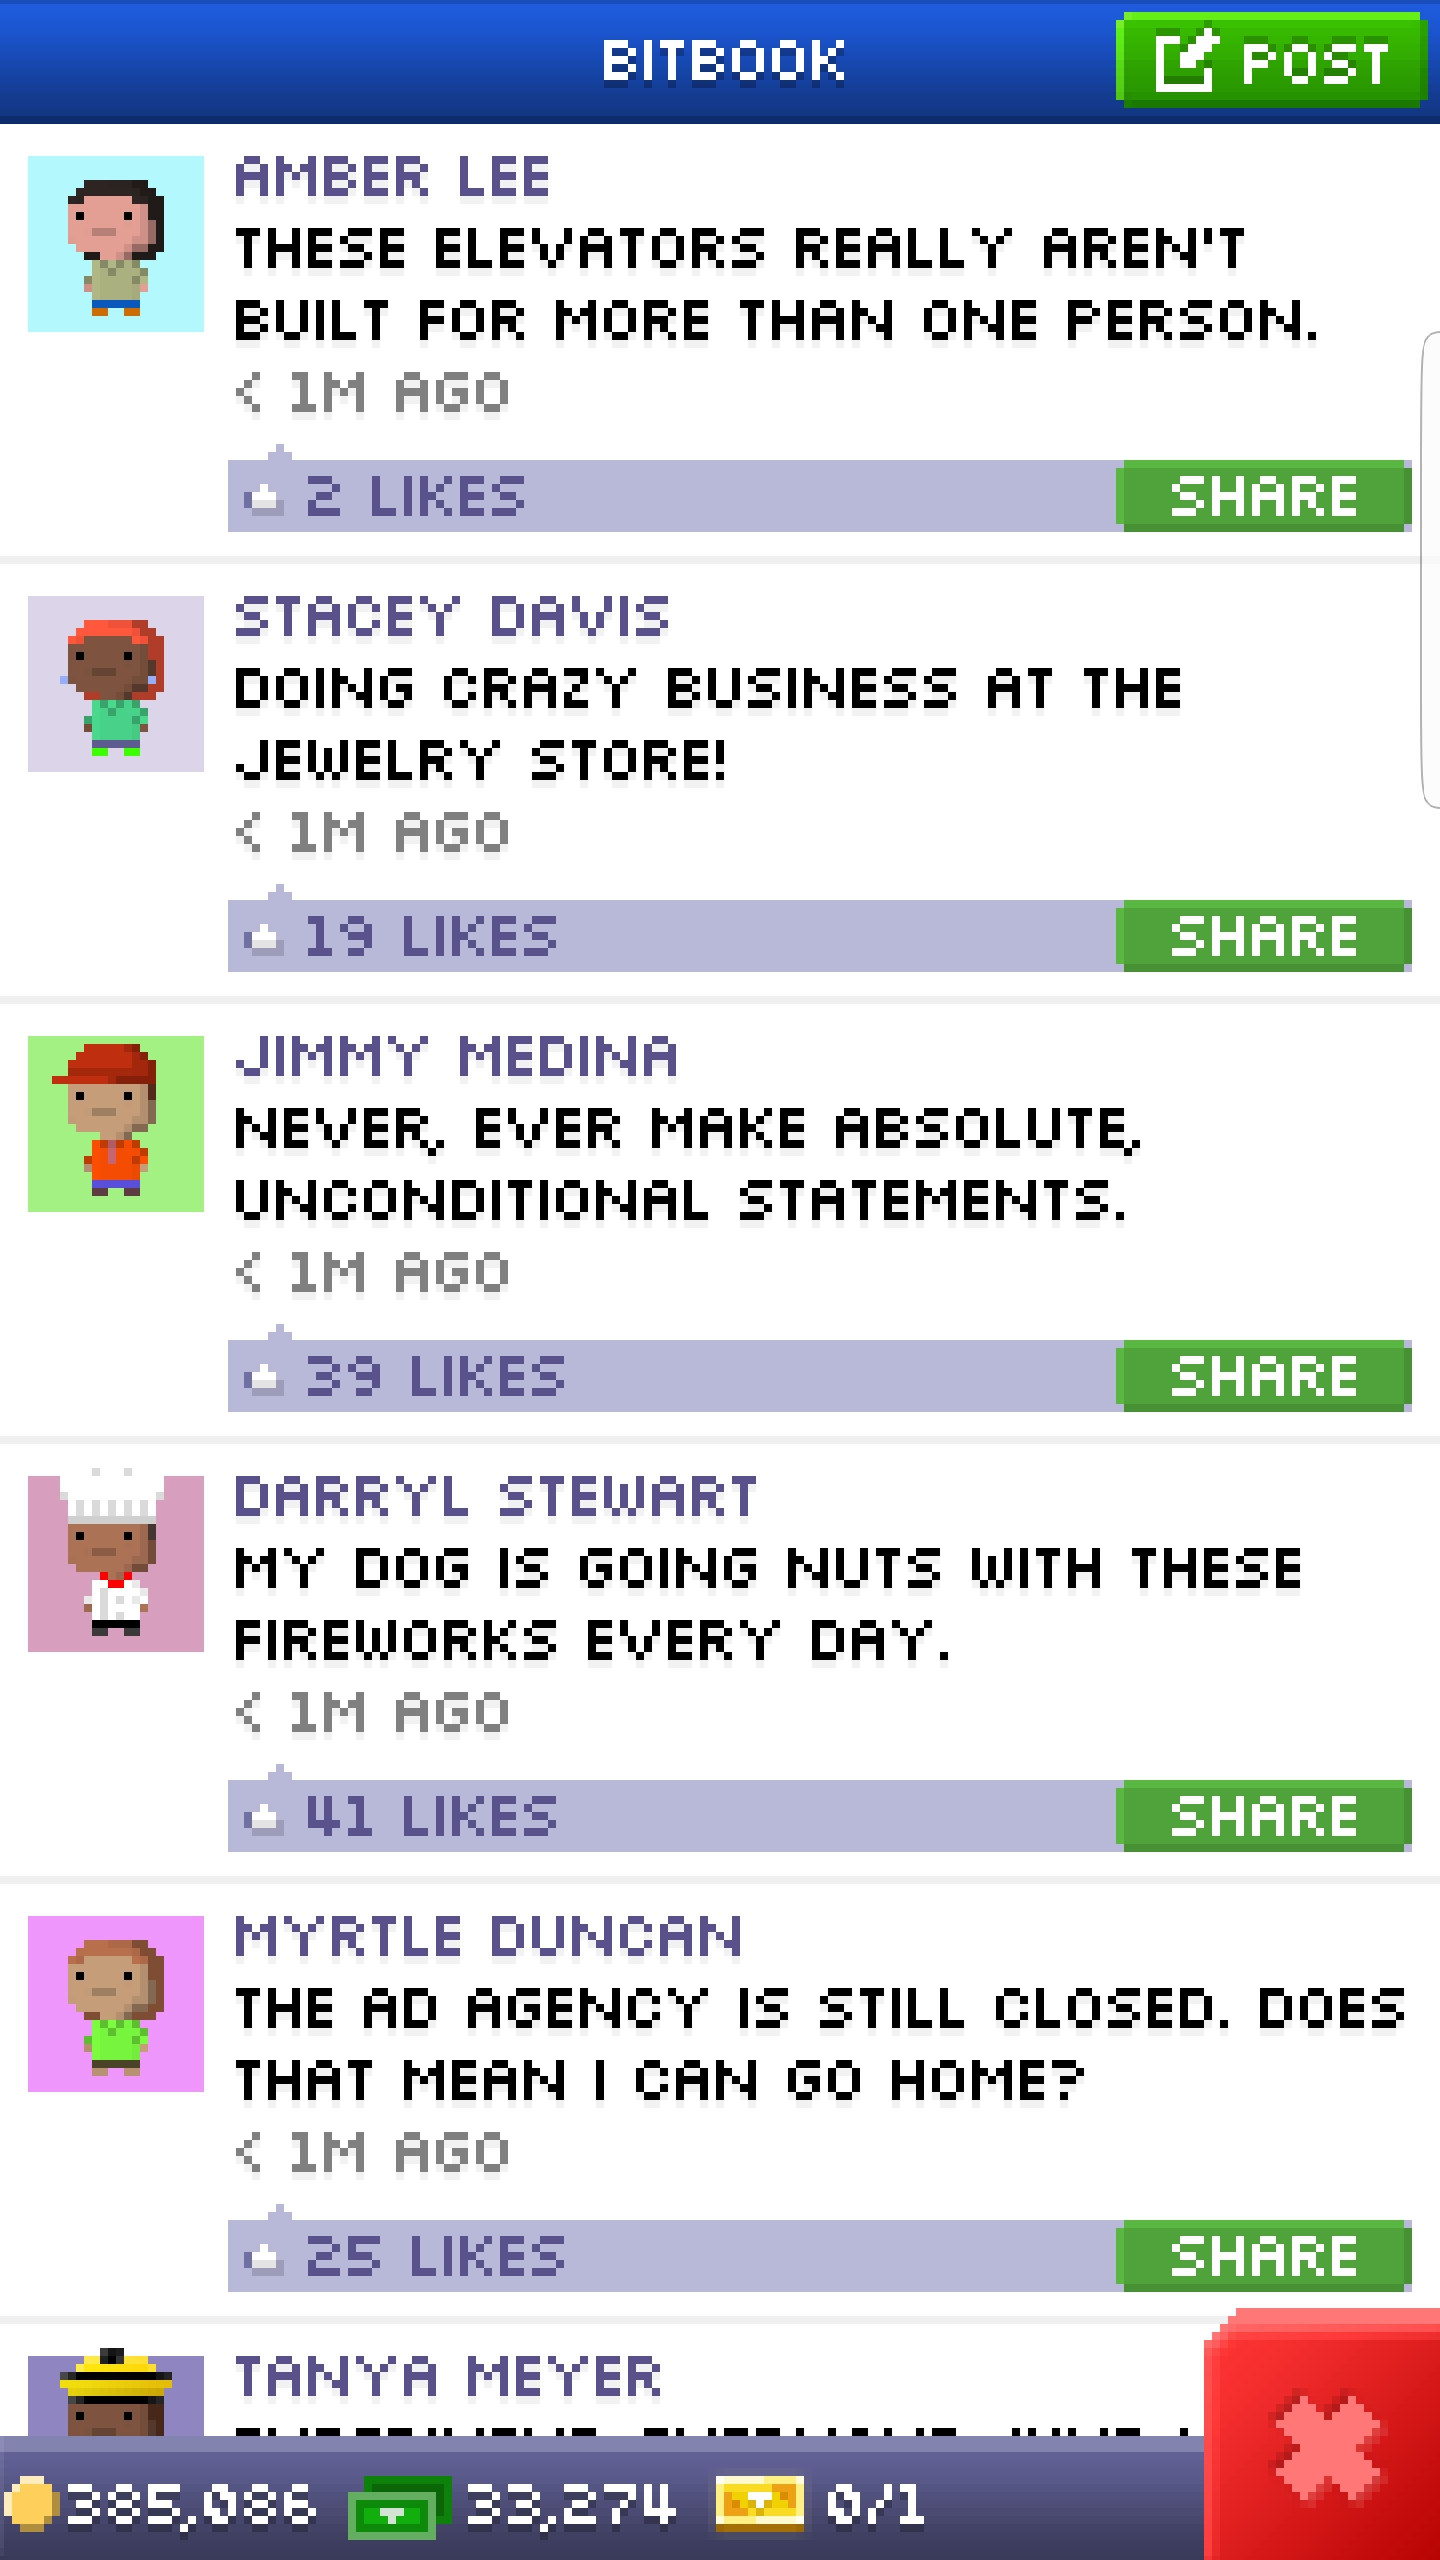 BITBOOK
POST
AMBER LEE
THESE ELEVATORS REALLY AREN'T
BUILT FOR MORE THAN ONE PERSON.
< 1M AGO
2 LIKES
SHARE
STACEY DAVIS
DOING CRAZY BUSINESS AT THE
JEWELRY STORE!
< 1M AGO
19 LIKES
SHARE
JIMMY MEDINA
NEVER, EVER MAKE ABSOLUTE,
UNCONDITIONAL STATEMENTS.
< 1M AGO
39 LIKES
SHARE
DARRYL STEWART
MY DOG IS GOING NUTS WITH THESE
FIREWORKS EVERY DAY.
< 1M AGO
41 LIKES
SHARE
MYRTLE DUNCAN
THE AD AGENCY IS STILL CLOSED. DOES
THAT MEAN I CAN GO HOME?
< 1M AGO
25 LIKES
SHARE
TANYA MEYER
385,086
33,274
0/1